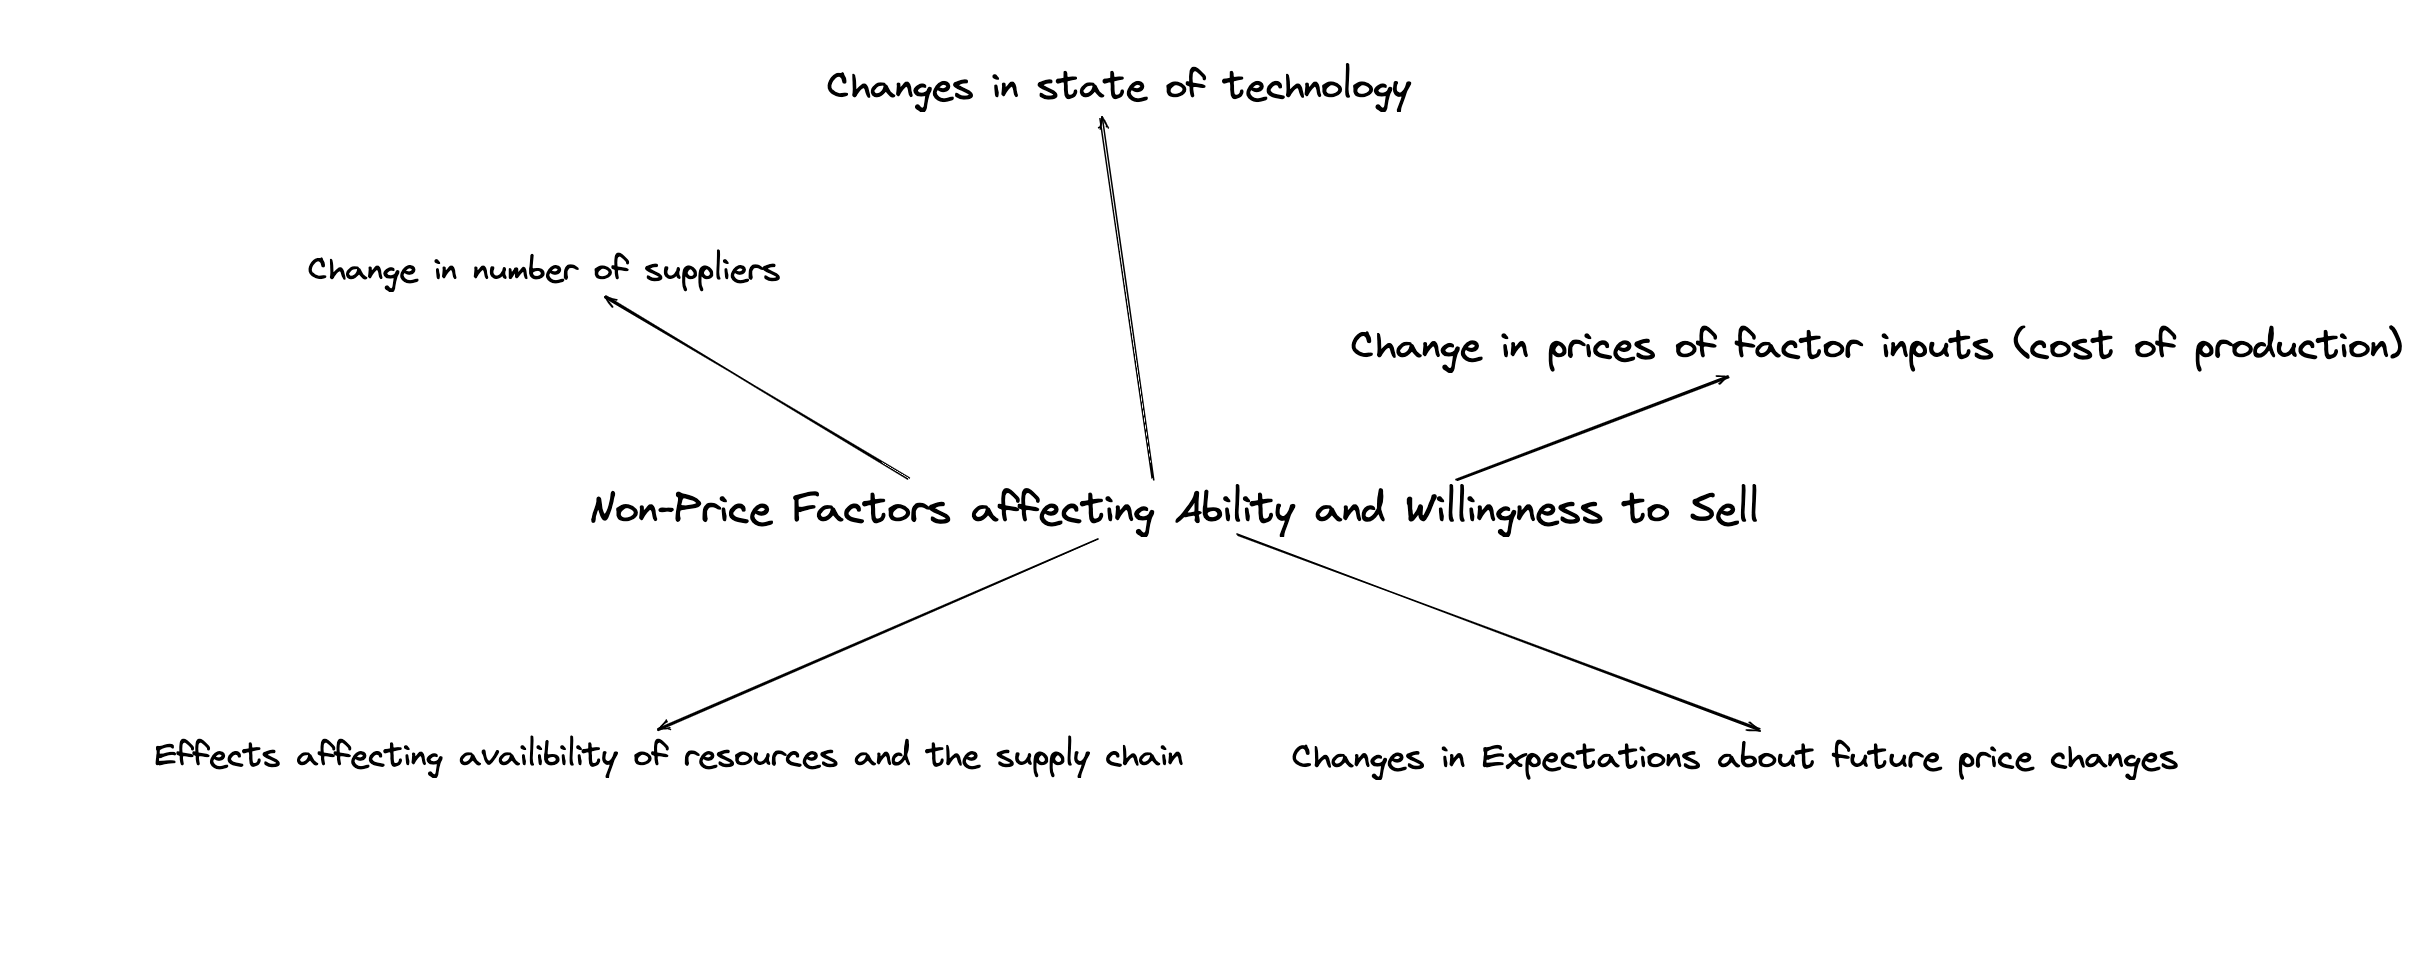 Changes in state of technology
Change in number of suppliers
Change in prices of factor inputs (cost of production)
Non-Price Factors affecting Ability and Willingness to Sell
Effects affecting availibility of resources and the supply chain
Changes in Expectations about future price changes